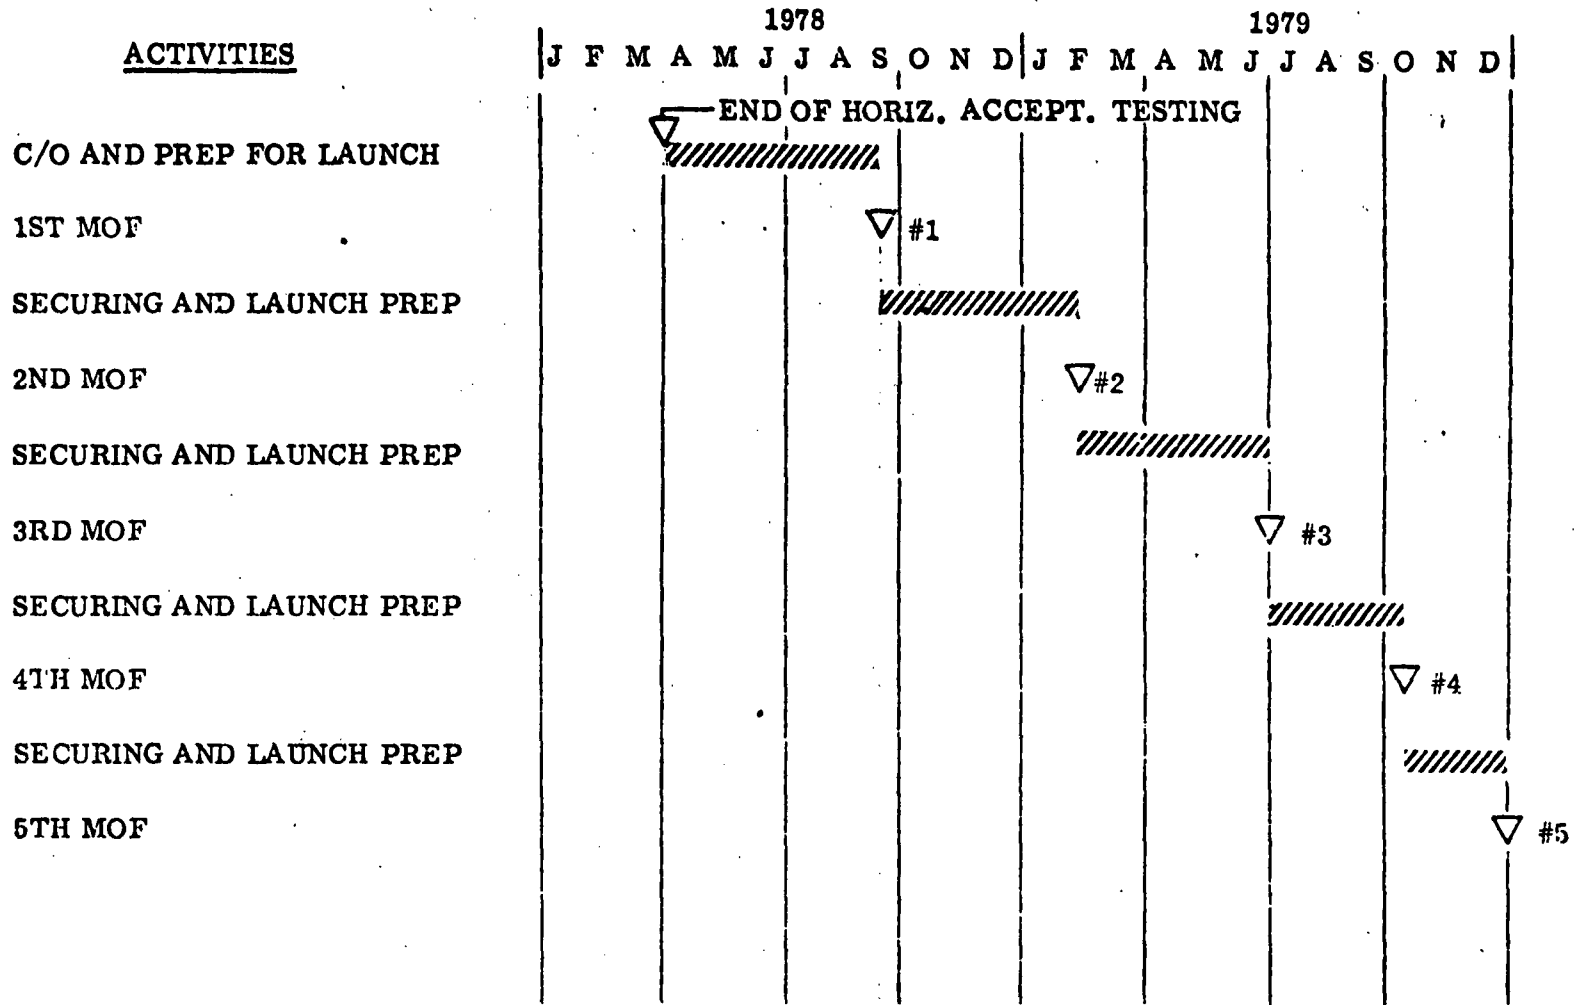 1978 1979
ACTIVITIES J F M A M J J A S O N D J F M A M J J A S O N D
END OF HORIZ. ACCEPT. TESTING
C/O AND PREP FOR LAUNCH
1ST MOF #1
SECURING AND LAUNCH PREP
2ND MOF #2
SECURING AND LAUNCH PREP
3RD MOF #3
SECURING AND LAUNCH PREP
4TH MOF #4
SECURING AND LAUNCH PREP
5TH MOF #5